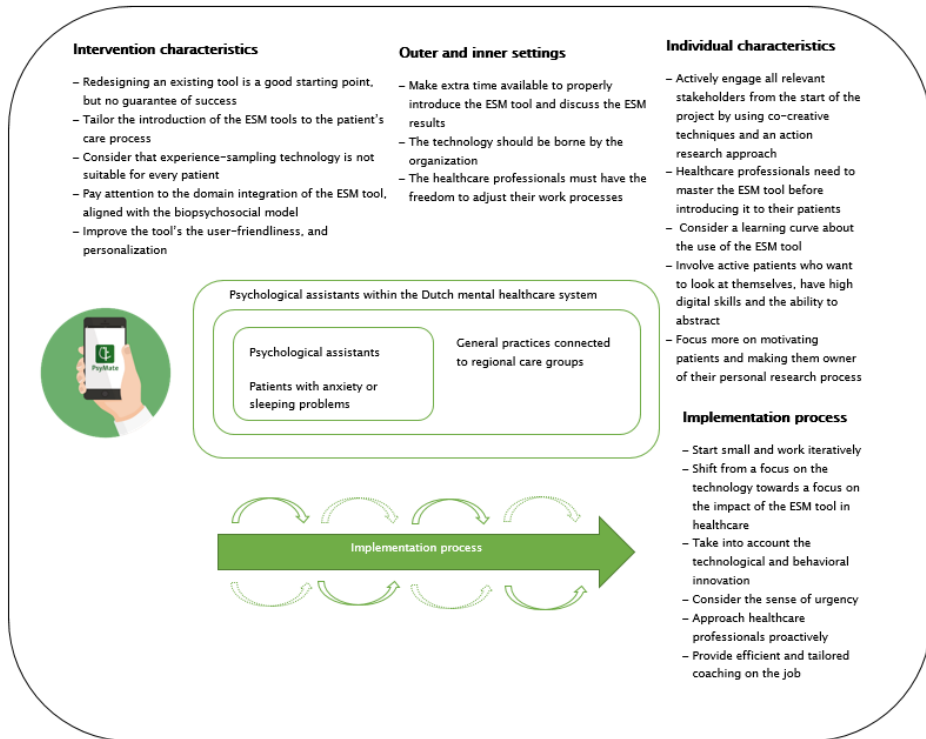 Intervention characteristics
– Redesigning an existing tool is a good starting point,
but no guarantee of success
– Tailor the introduction of the ESM tools to the patient's
care process
– Consider that experience-sampling technology is not
suitable for every patient
– Pay attention to the domain integration of the ESM tool,
aligned with the biopsychosocial model
– Improve the tool's the user-friendliness, and
personalization
Outer and inner settings
– Make extra time available to properly
introduce the ESM tool and discuss the ESM
results
– The technology should be borne by the
organization
– The healthcare professionals must have the
freedom to adjust their work processes
Individual characteristics
– Actively engage all relevant
stakeholders from the start of the
project by using co-creative
techniques and an action
research approach
– Healthcare professionals need to
master the ESM tool before
introducing it to their patients
– Consider a learning curve about
the use of the ESM tool
– Involve active patients who want
to look at themselves, have high
digital skills and the ability to
abstract
– Focus more on motivating
patients and making them owner
of their personal research process
PsyMate
Psychological assistants within the Dutch mental healthcare system
Psychological assistants
Patients with anxiety or
sleeping problems
General practices connected
to regional care groups
Implementation process
Implementation process
– Start small and work iteratively
– Shift from a focus on the
technology towards a focus on
the impact of the ESM tool in
healthcare
– Take into account the
technological and behavioral
innovation
– Consider the sense of urgency
– Approach healthcare
professionals proactively
– Provide efficient and tailored
coaching on the job